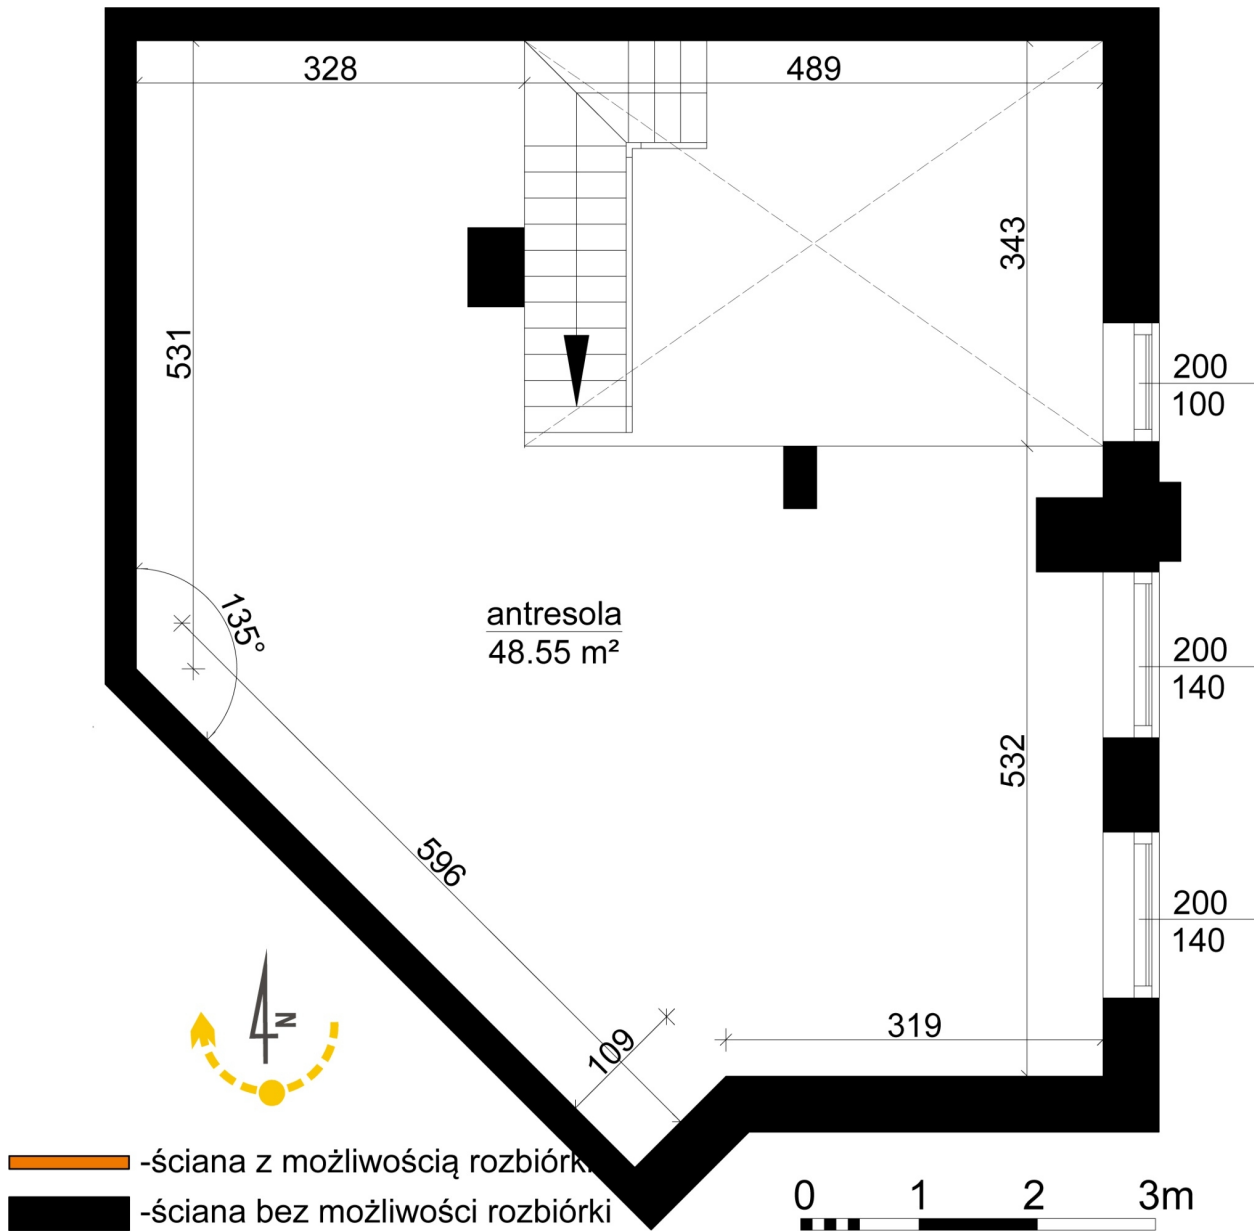 328
489
343
531
200
100
135°
antresola
48.55 m²
200
140
532
596
200
140
109
319
N
-ściana z możliwością rozbiórki
-ściana bez możliwości rozbiórki
0 1 2 3m